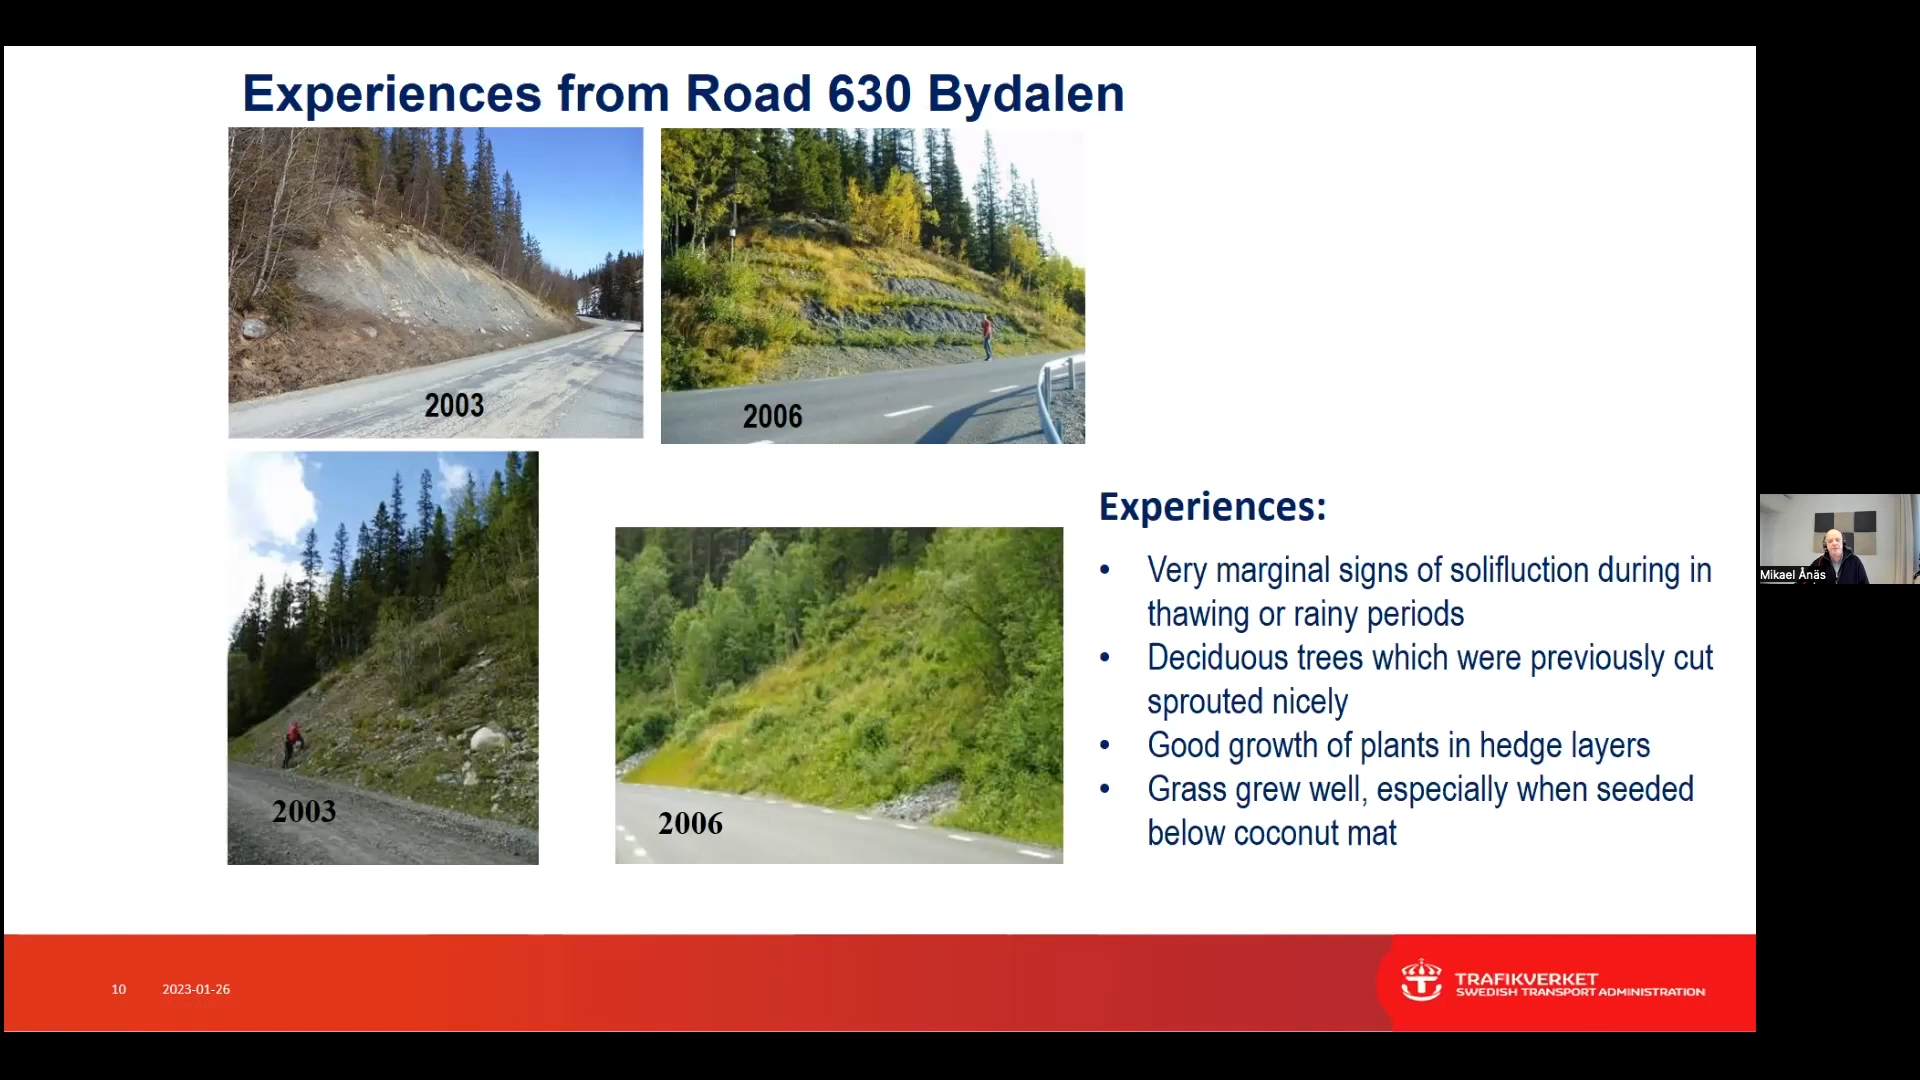 Experiences from Road 630 Bydalen
2003
2006
2003
2006
Experiences:
• Very marginal signs of solifluction during in
thawing or rainy periods
• Deciduous trees which were previously cut
sprouted nicely
• Good growth of plants in hedge layers
• Grass grew well, especially when seeded
below coconut mat
Mikael Ånäs
10 2023-01-26
TRAFIKVERKET
SWEDISH TRANSPORT ADMINISTRATION